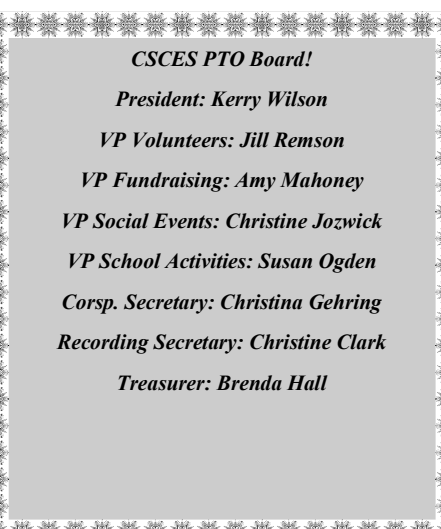 CSCES PTO Board!
President: Kerry Wilson
VP Volunteers: Jill Remson
VP Fundraising: Amy Mahoney
VP Social Events: Christine Jozwick
VP School Activities: Susan Ogden
Corsp. Secretary: Christina Gehring
Recording Secretary: Christine Clark
Treasurer: Brenda Hall